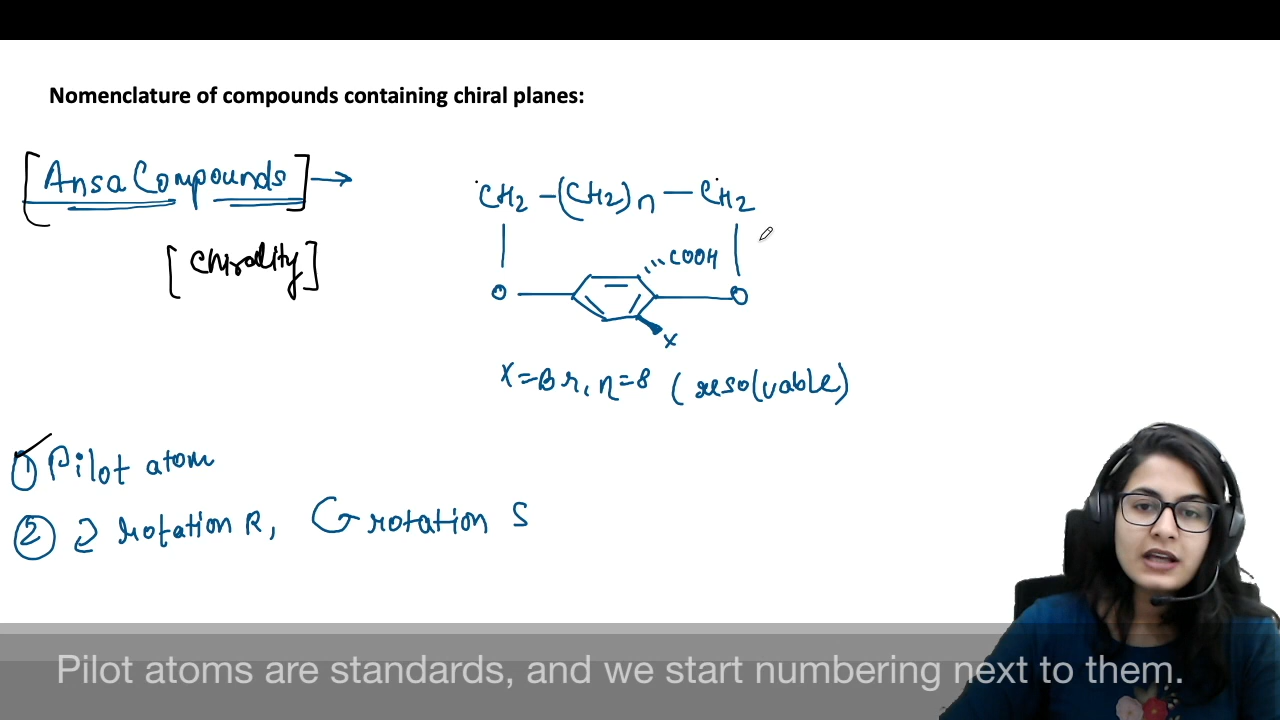 Nomenclature of compounds containing chiral planes:
[Ansa Compounds] →
[Chirality]
CH2 -(CH2)n - CH2
COOH
O
O
X
X=Br, n=8 (resolvable)
① Pilot atom
② rotation R, rotation S
Pilot atoms are standards, and we start numbering next to them.